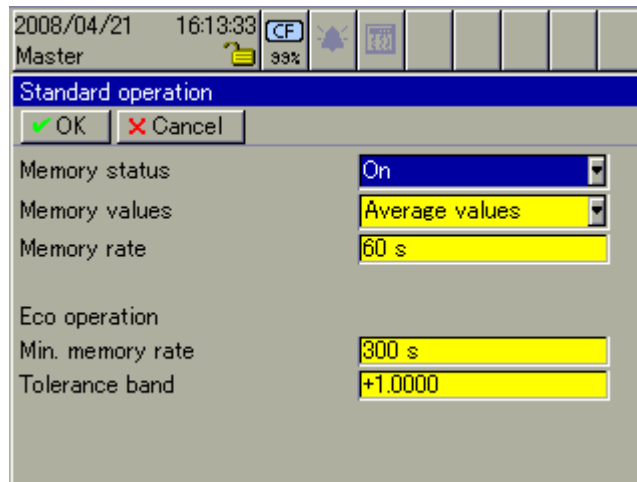 2008/04/21 16:13:33 CF
Master 99%
Standard operation
OK Cancel
Memory status On
Memory values Average values
Memory rate 60 s
Eco operation
Min. memory rate 300 s
Tolerance band +1.0000